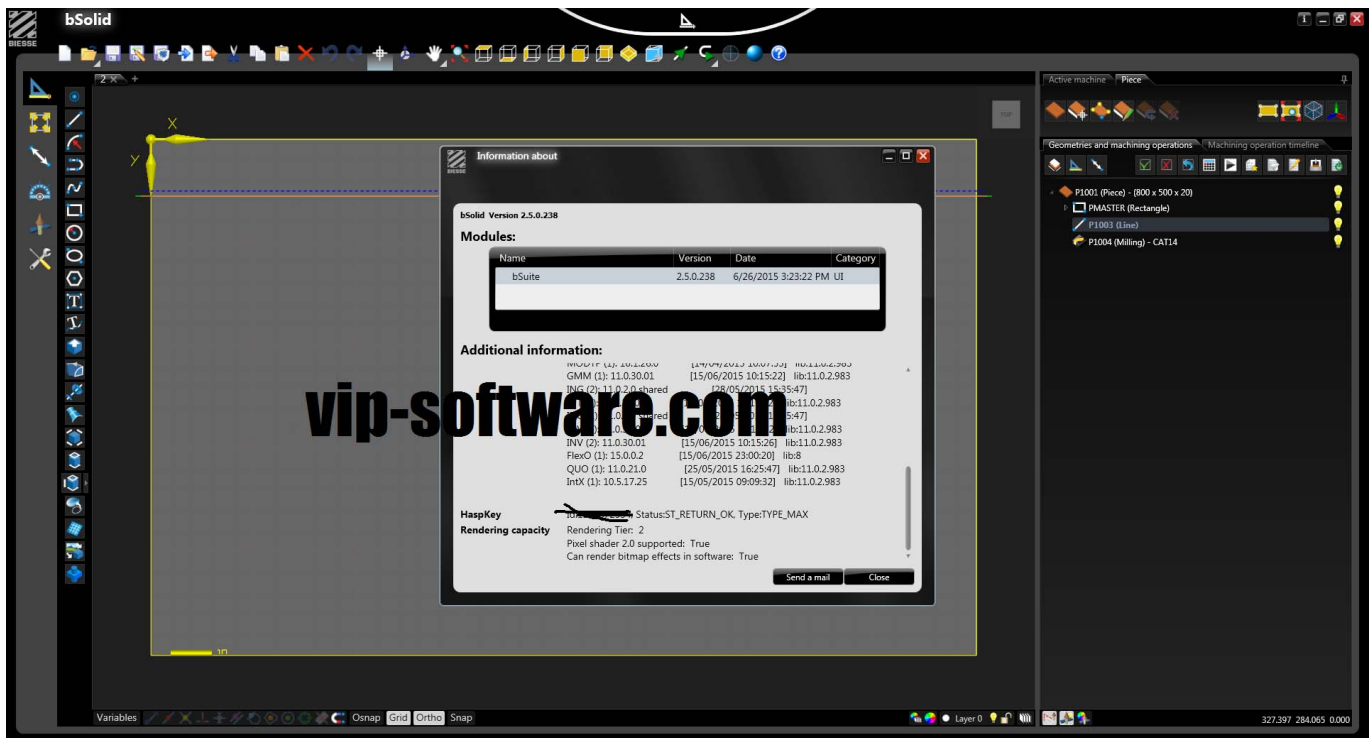 bSolid
BIESSE
2 × +
X
Y
TOP
10
Active machine Piece
Geometries and machining operations Machining operation timeline
P1001 (Piece) - (800 x 500 x 20)
PMASTER (Rectangle)
P1003 (Line)
P1004 (Milling) - CAT14
BIESSE
Information about
bSolid Version 2.5.0.238
Modules:
Name Version Date Category
bSuite 2.5.0.238 6/26/2015 3:23:22 PM UI
Additional information:
GMM (1): 11.0.30.01 [15/06/2015 10:15:22] lib:11.0.2.983
ING (2): 11.0.2.0 shared [28/05/2015 15:35:47]
vip-software.com
INV (2): 11.0.30.01 [15/06/2015 10:15:26] lib:11.0.2.983
FlexO (1): 15.0.0.2 [15/06/2015 23:00:20] lib:8
QUO (1): 11.0.21.0 [25/05/2015 16:25:47] lib:11.0.2.983
IntX (1): 10.5.17.25 [15/05/2015 09:09:32] lib:11.0.2.983
HaspKey Status:ST_RETURN_OK, Type:TYPE_MAX
Rendering capacity Rendering Tier: 2
Pixel shader 2.0 supported: True
Can render bitmap effects in software: True
Send a mail Close
Variables Osnap Grid Ortho Snap Layer 0 327.397 284.065 0.000